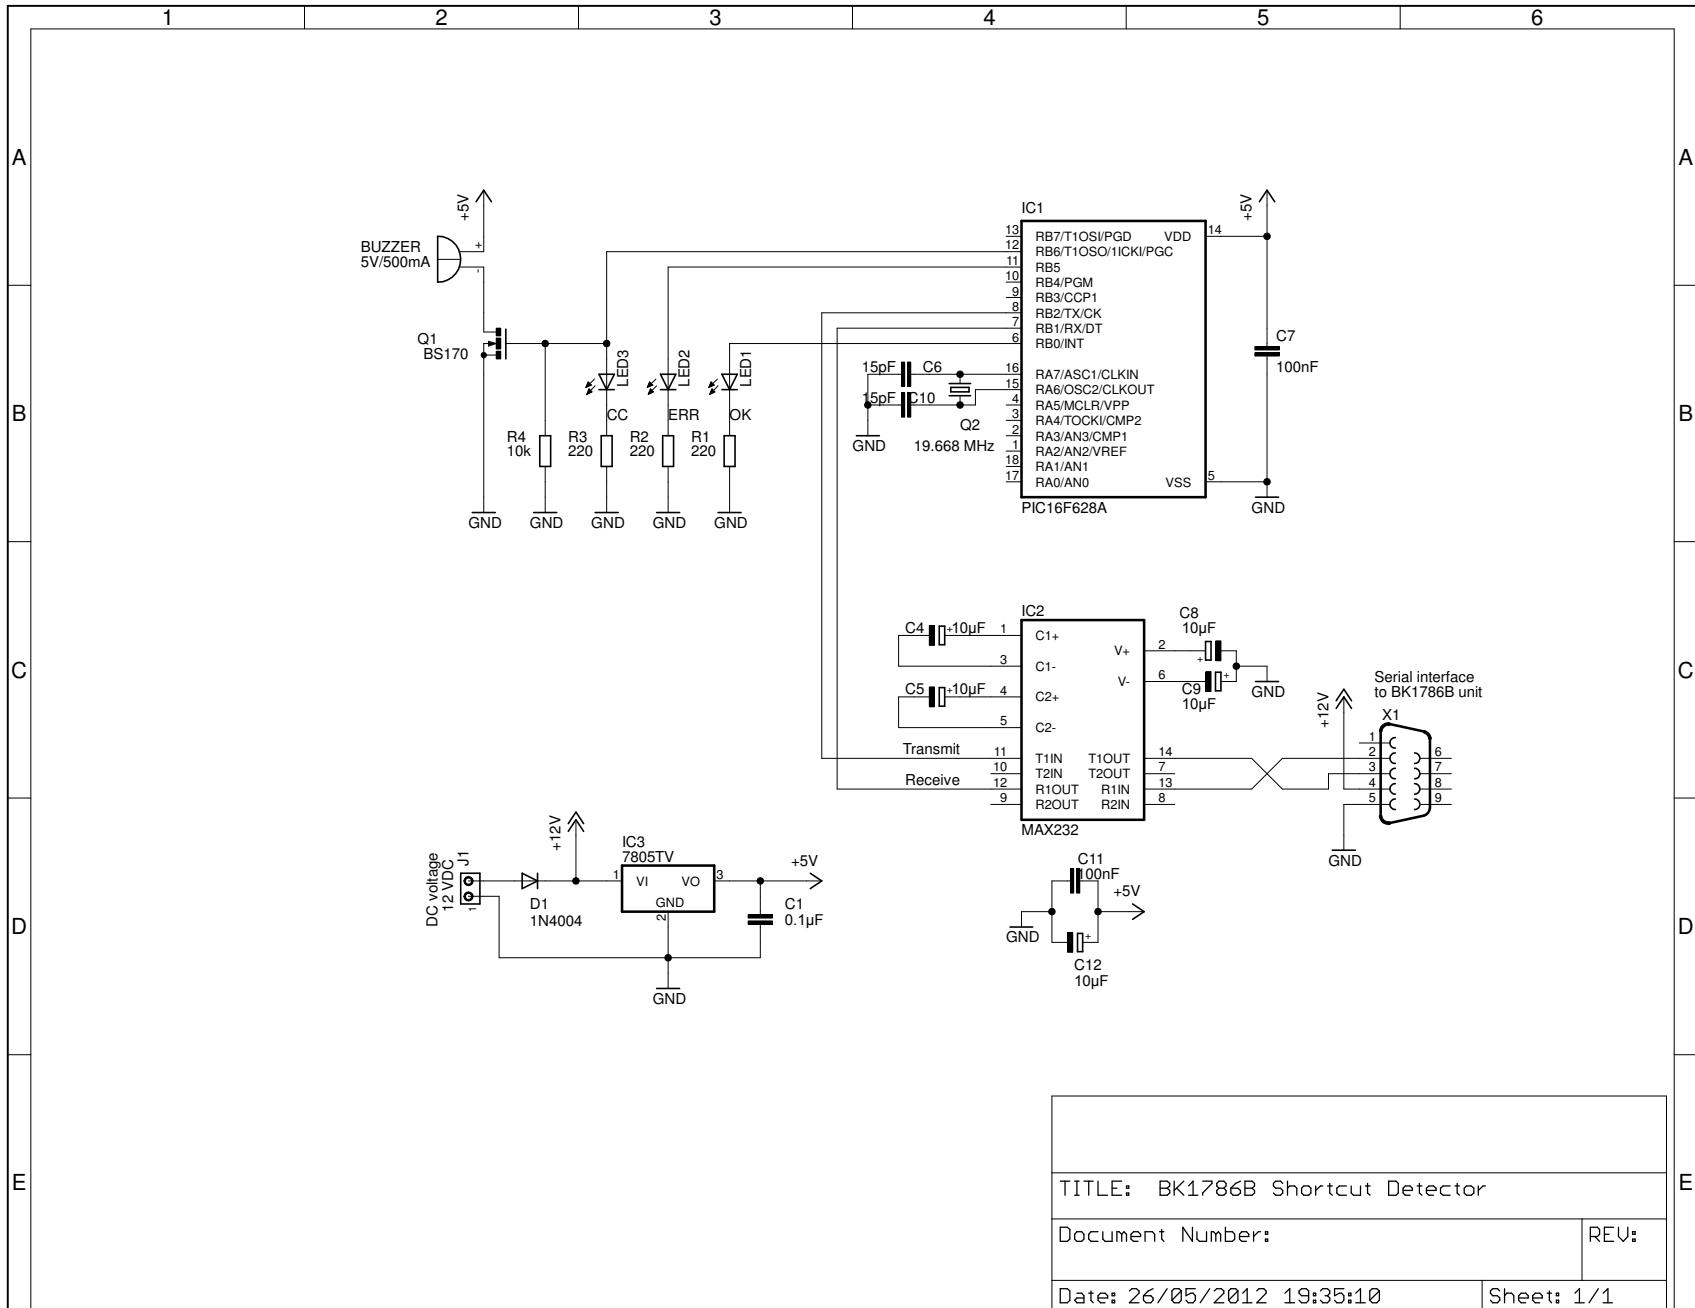 1 2 3 4 5 6
A A
B B
C C
D D
E E
+5V
BUZZER
5V/500mA
+
-
Q1
BS170
LED3
LED2
LED1
CC
ERR
OK
R4
10k
R3
220
R2
220
R1
220
GND
GND
GND
GND
GND
IC1
13 RB7/T1OSI/PGD
12 RB6/T1OSO/1ICKI/PGC
11 RB5
10 RB4/PGM
9 RB3/CCP1
8 RB2/TX/CK
7 RB1/RX/DT
6 RB0/INT
16 RA7/ASC1/CLKIN
15 RA6/OSC2/CLKOUT
4 RA5/MCLR/VPP
3 RA4/TOCKI/CMP2
2 RA3/AN3/CMP1
1 RA2/AN2/VREF
18 RA1/AN1
17 RA0/AN0
VDD 14
VSS 5
PIC16F628A
15pF C6
15pF C10
GND
Q2
19.668 MHz
+5V
C7
100nF
GND
IC2
C4 + 10µF 1 C1+
3 C1-
C5 + 10µF 4 C2+
5 C2-
Transmit 11 T1IN
10 T2IN
Receive 12 R1OUT
9 R2OUT
V+ 2
V- 6
T1OUT 14
T2OUT 7
R1IN 13
R2IN 8
MAX232
C8
10µF
+
+
C9
10µF
GND
+12V
Serial interface
to BK1786B unit
X1
1
2
3
4
5
6
7
8
9
GND
DC voltage
12 VDC
J1
1
D1
1N4004
+12V
IC3
7805TV
1 VI VO 3
GND
2
+5V
C1
0.1µF
GND
C11
100nF
+5V
GND
+
C12
10µF
TITLE: BK1786B Shortcut Detector
Document Number:
REV:
Date: 26/05/2012 19:35:10
Sheet: 1/1